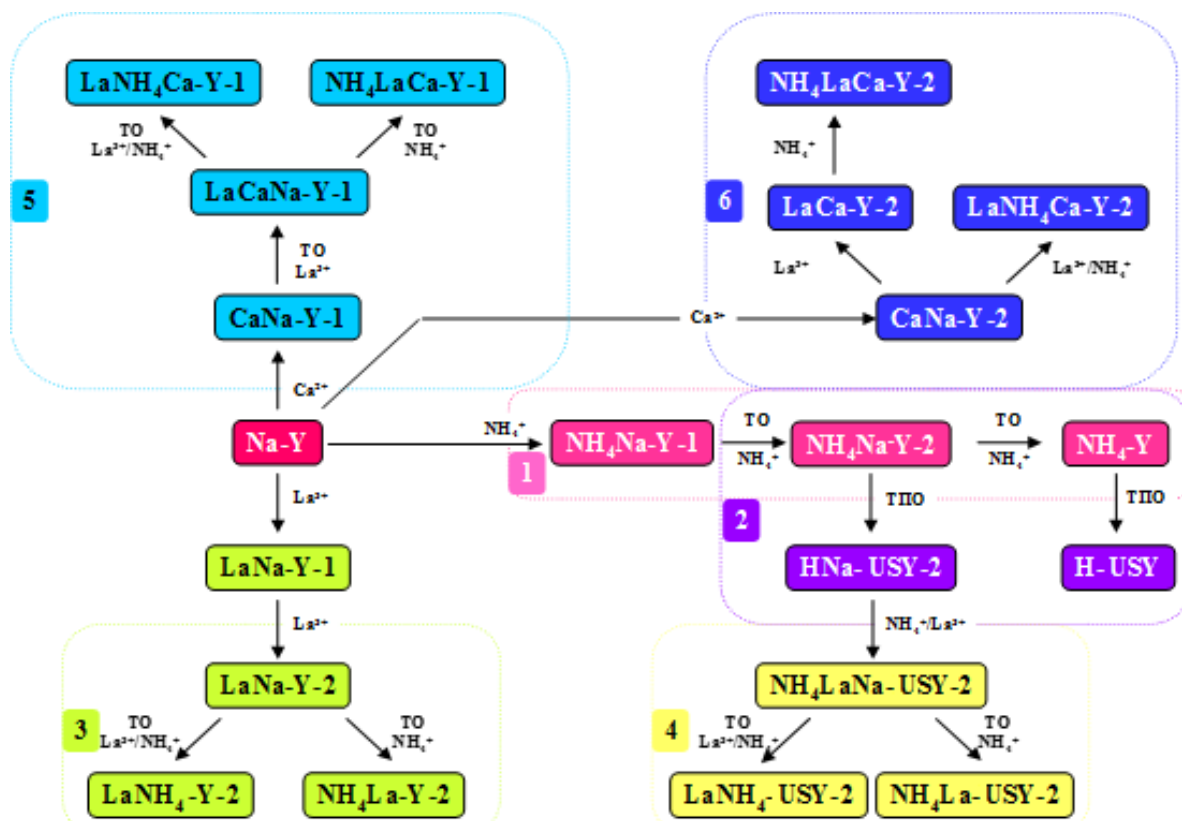 LaNH₄Ca-Y-1
NH₄LaCa-Y-1
NH₄LaCa-Y-2
TO
La³⁺/NH₄⁺
TO
NH₄⁺
NH₄⁺
5
LaCaNa-Y-1
6
LaCa-Y-2
LaNH₄Ca-Y-2
TO
La³⁺
La³⁺
La³⁺/NH₄⁺
CaNa-Y-1
Ca²⁺
CaNa-Y-2
Ca²⁺
Na-Y
NH₄⁺
NH₄Na-Y-1
TO
NH₄⁺
NH₄Na-Y-2
TO
NH₄⁺
NH₄-Y
1
La³⁺
2
ТПО
ТПО
LaNa-Y-1
HNa-USY-2
H-USY
La³⁺
NH₄⁺/La³⁺
LaNa-Y-2
NH₄LaNa-USY-2
3
TO
La³⁺/NH₄⁺
TO
NH₄⁺
4
TO
La³⁺/NH₄⁺
TO
NH₄⁺
LaNH₄-Y-2
NH₄La-Y-2
LaNH₄-USY-2
NH₄La-USY-2